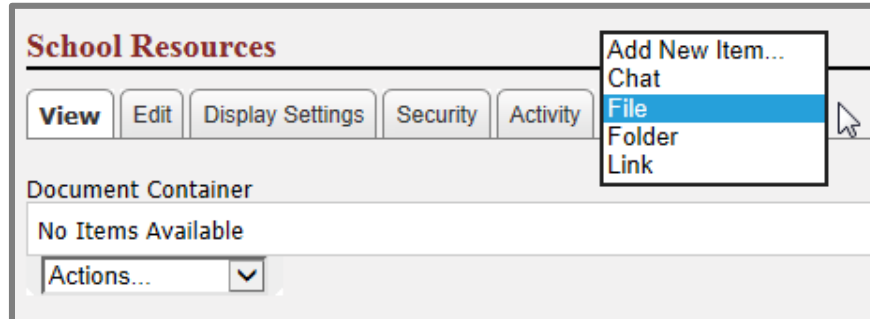 School Resources
Add New Item...
Chat
File
Folder
Link
View
Edit
Display Settings
Security
Activity
Document Container
No Items Available
Actions...